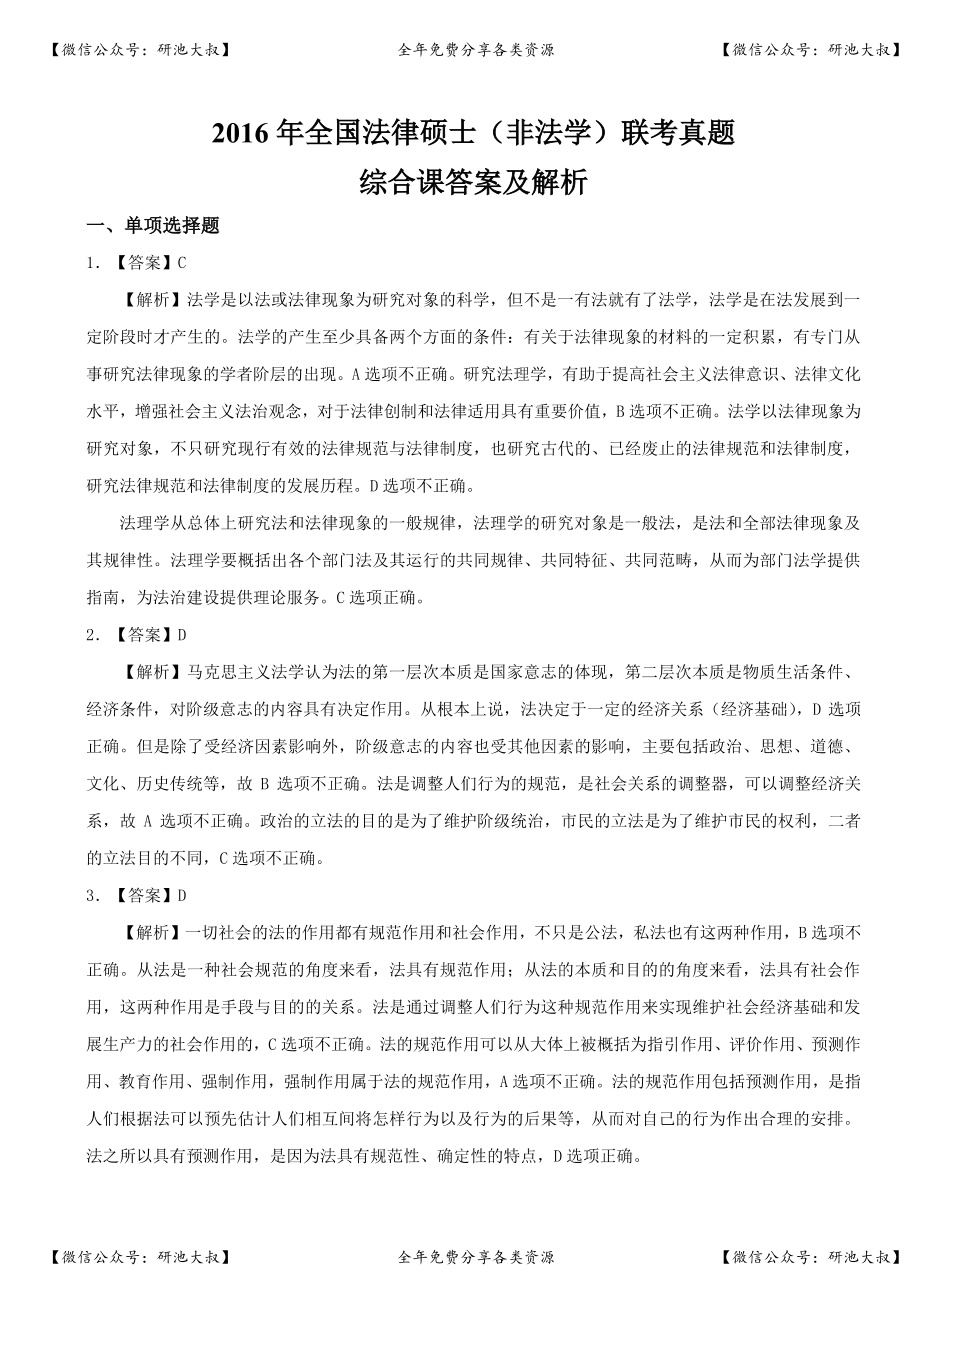 【微信公众号：研池大叔】 全年免费分享各类资源 【微信公众号：研池大叔】
2016 年全国法律硕士（非法学）联考真题
综合课答案及解析
一、单项选择题
1. 【答案】C
【解析】法学是以法或法律现象为研究对象的科学，但不是一有法就有了法学，法学是在法发展到一
定阶段时才产生的。法学的产生至少具备两个方面的条件：有关于法律现象的材料的一定积累，有专门从
事研究法律现象的学者阶层的出现。A 选项不正确。研究法理学，有助于提高社会主义法律意识、法律文化
水平，增强社会主义法治观念，对于法律创制和法律适用具有重要价值，B 选项不正确。法学以法律现象为
研究对象，不只研究现行有效的法律规范与法律制度，也研究古代的、已经废止的法律规范和法律制度，
研究法律规范和法律制度的发展历程。D 选项不正确。
法理学从总体上研究法和法律现象的一般规律，法理学的研究对象是一般法，是法和全部法律现象及
其规律性。法理学要概括出各个部门法及其运行的共同规律、共同特征、共同范畴，从而为部门法学提供
指南，为法治建设提供理论服务。C 选项正确。
2. 【答案】D
【解析】马克思主义法学认为法的第一层次本质是国家意志的体现，第二层次本质是物质生活条件、
经济条件，对阶级意志的内容具有决定作用。从根本上说，法决定于一定的经济关系（经济基础），D 选项
正确。但是除了受经济因素影响外，阶级意志的内容也受其他因素的影响，主要包括政治、思想、道德、
文化、历史传统等，故 B 选项不正确。法是调整人们行为的规范，是社会关系的调整器，可以调整经济关
系，故 A 选项不正确。政治的立法的目的是为了维护阶级统治，市民的立法是为了维护市民的权利，二者
的立法目的不同，C 选项不正确。
3. 【答案】D
【解析】一切社会的法的作用都有规范作用和社会作用，不只是公法，私法也有这两种作用，B 选项不
正确。从法是一种社会规范的角度来看，法具有规范作用；从法的本质和目的的角度来看，法具有社会作
用，这两种作用是手段与目的的关系。法是通过调整人们行为这种规范作用来实现维护社会经济基础和发
展生产力的社会作用的，C 选项不正确。法的规范作用可以从大体上被概括为指引作用、评价作用、预测作
用、教育作用、强制作用，强制作用属于法的规范作用，A 选项不正确。法的规范作用包括预测作用，是指
人们根据法可以预先估计人们相互间将怎样行为以及行为的后果等，从而对自己的行为作出合理的安排。
法之所以具有预测作用，是因为法具有规范性、确定性的特点，D 选项正确。
【微信公众号：研池大叔】 全年免费分享各类资源 【微信公众号：研池大叔】